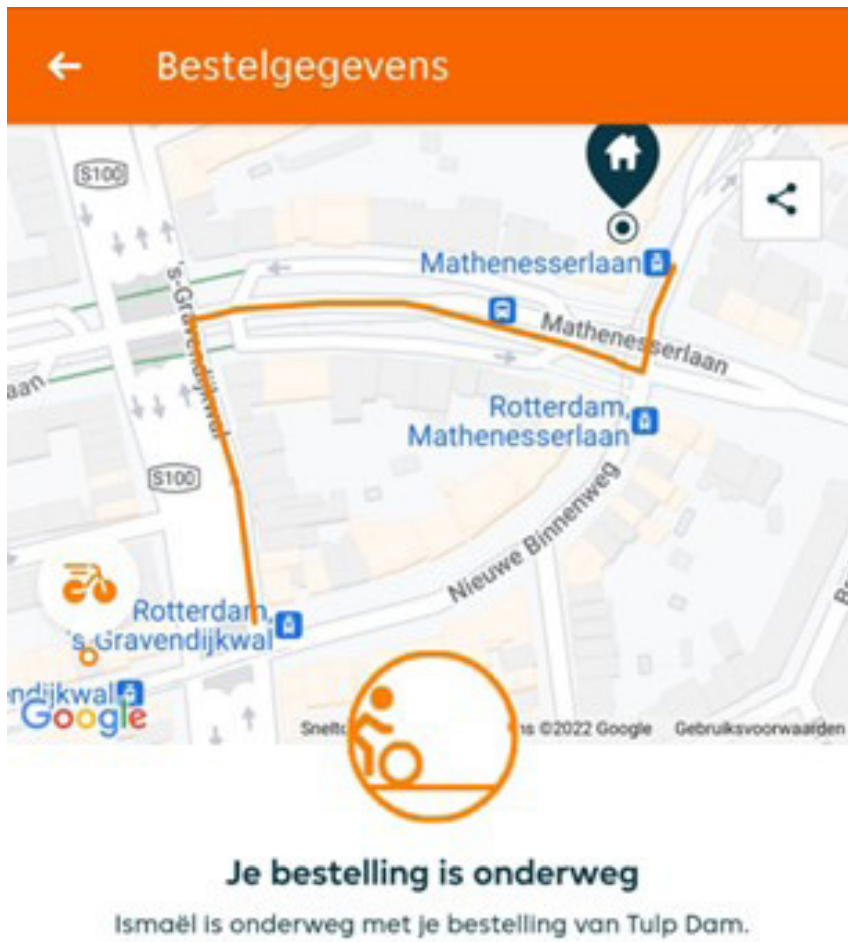 Bestelgegevens
S100
's-Gravendijkwal
Mathenesserlaan
Mathenesserlaan
aan
Rotterdam,
Mathenesserlaan
S100
Nieuwe Binnenweg
Rotterdam,
's-Gravendijkwal
endijkwal
Google
©2022 Google
Gebruiksvoorwaarden
Je bestelling is onderweg
Ismaël is onderweg met je bestelling van Tulp Dam.